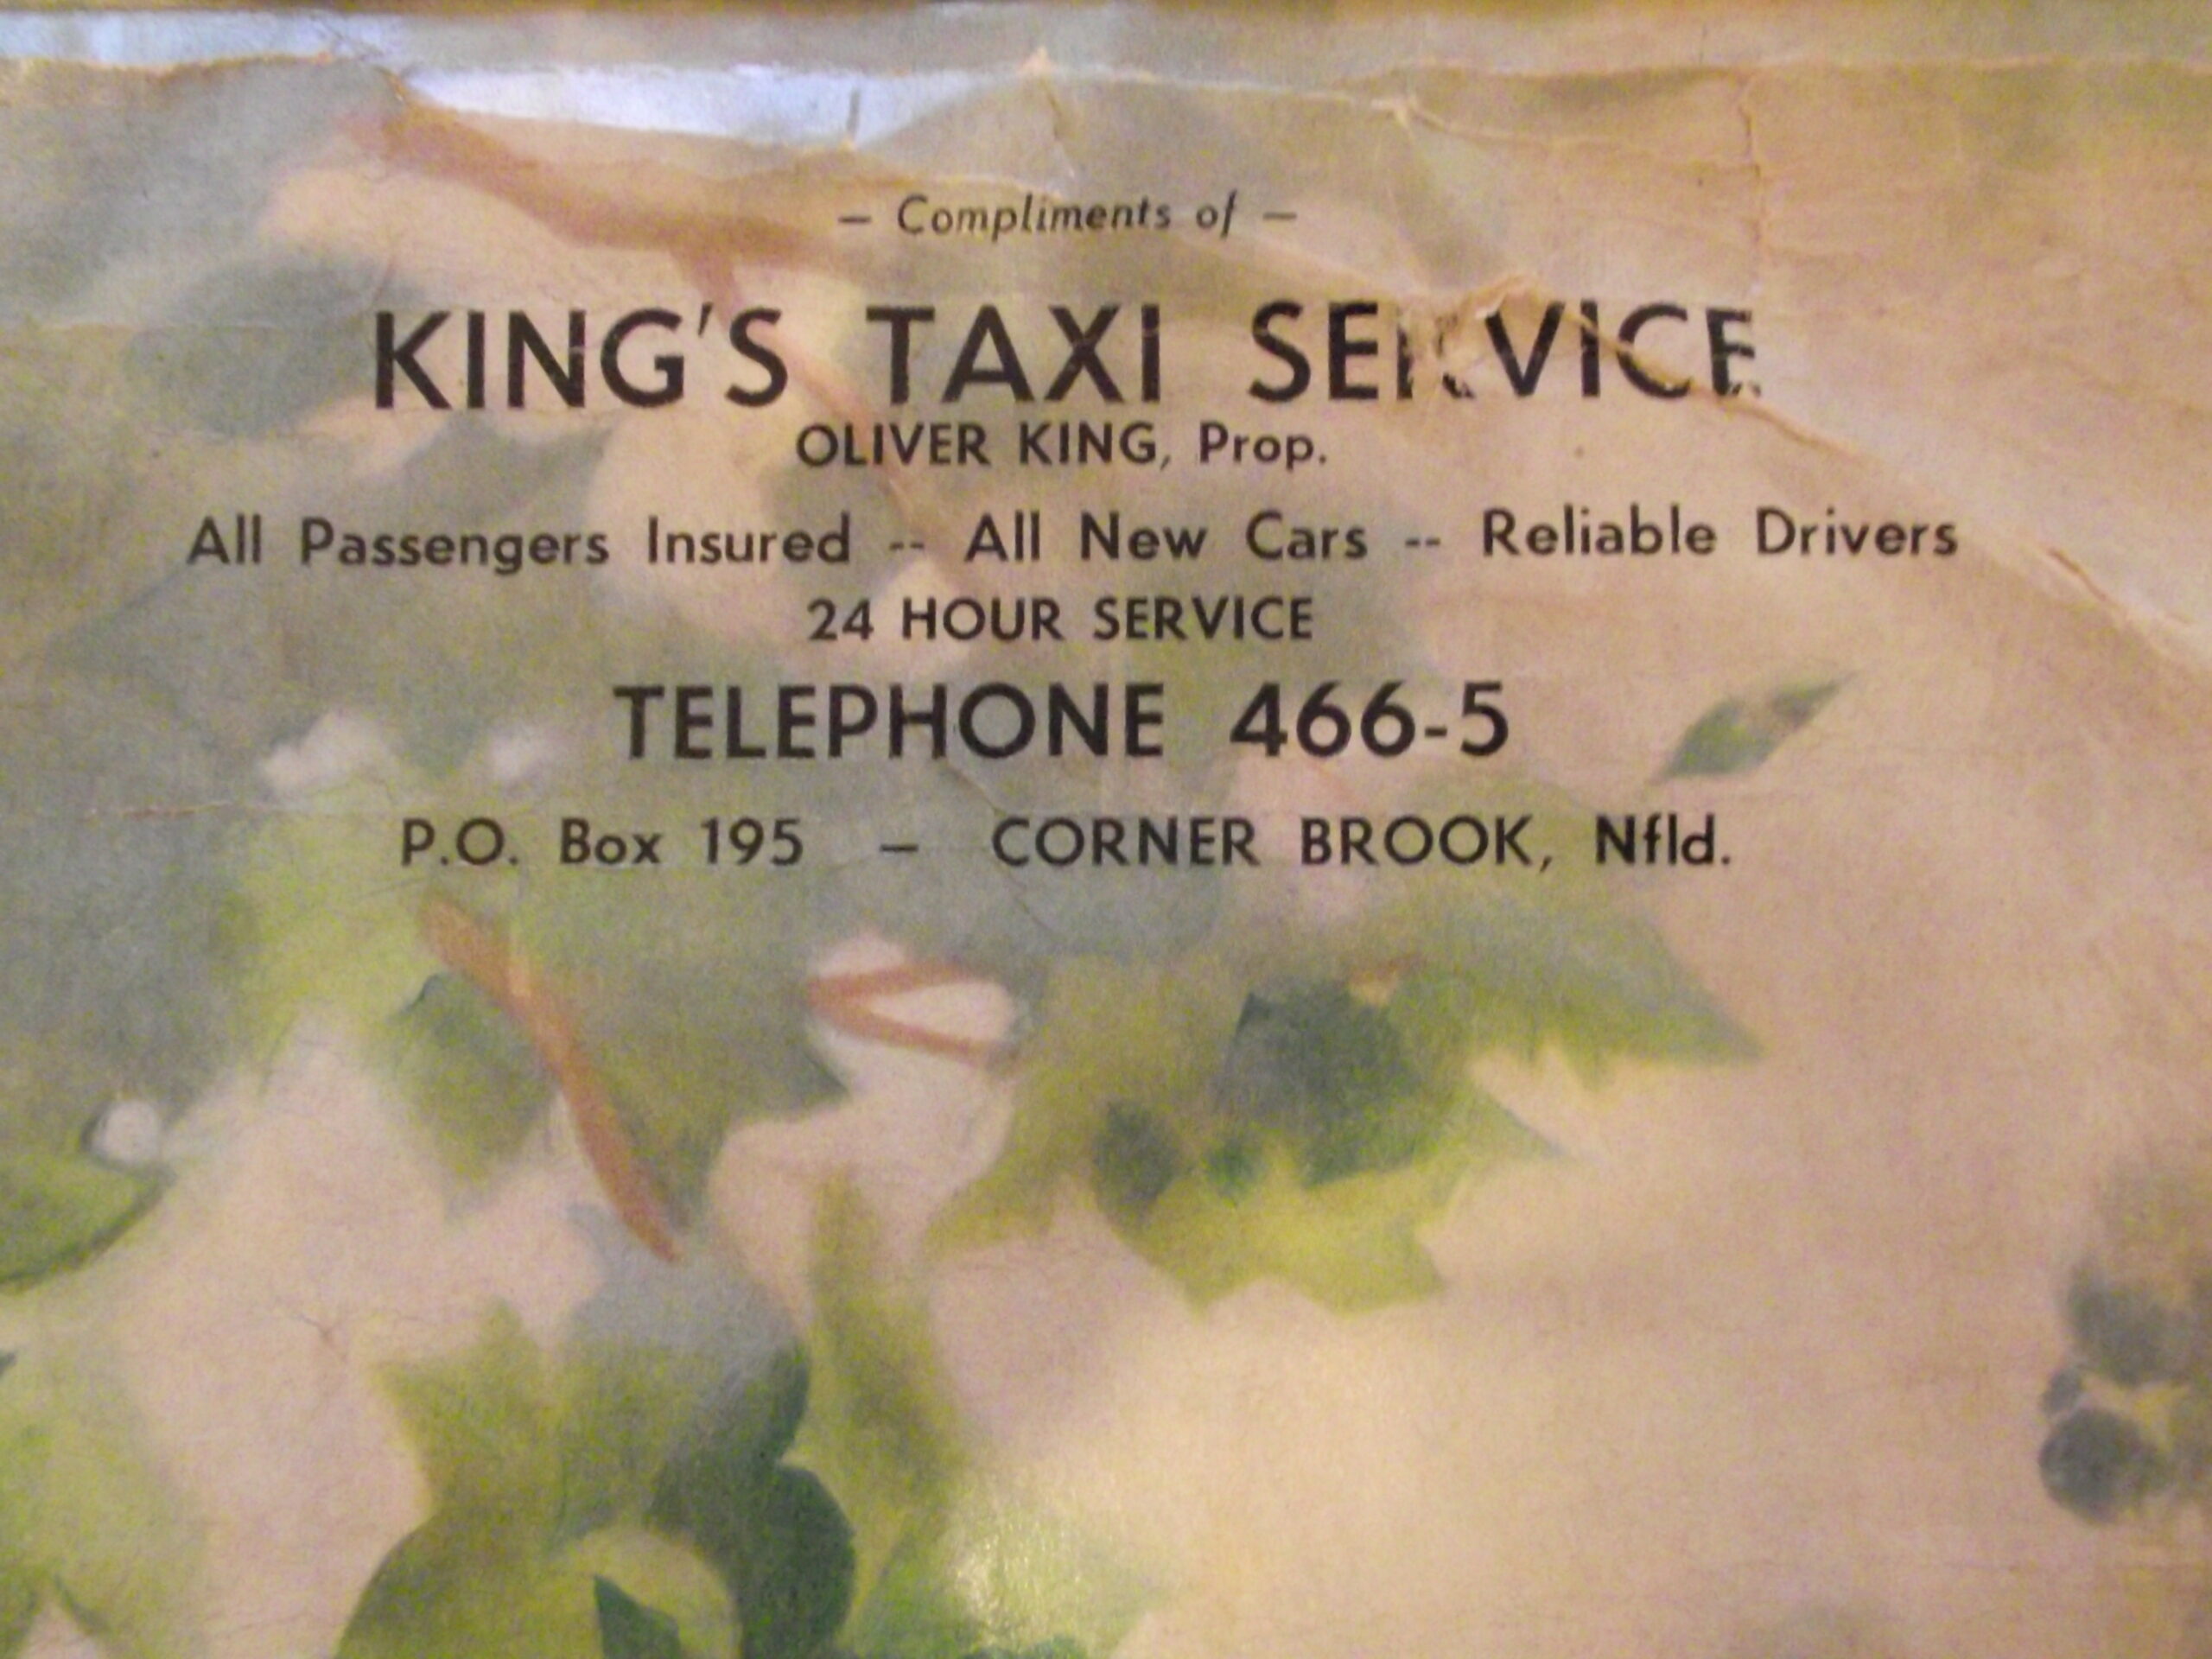 – Compliments of –
KING'S TAXI SERVICE
OLIVER KING, Prop.
All Passengers Insured -- All New Cars -- Reliable Drivers
24 HOUR SERVICE
TELEPHONE 466-5
P.O. Box 195 – CORNER BROOK, Nfld.